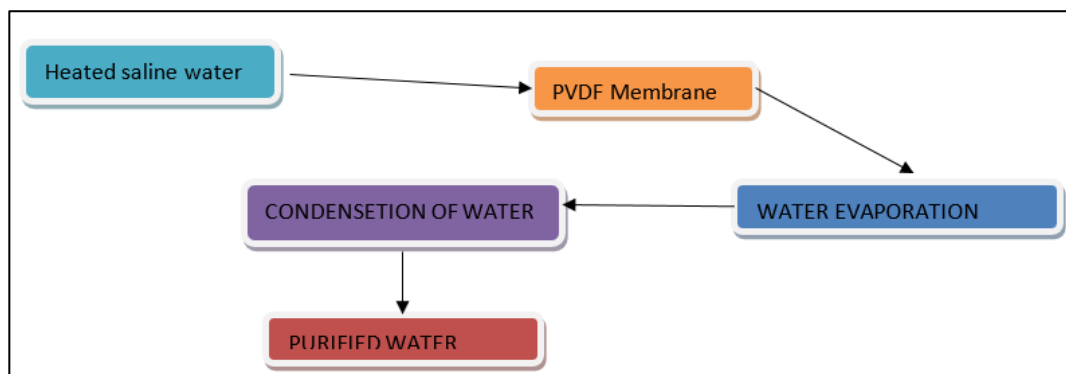 Heated saline water
PVDF Membrane
WATER EVAPORATION
CONDENSETION OF WATER
PURIFIED WATER